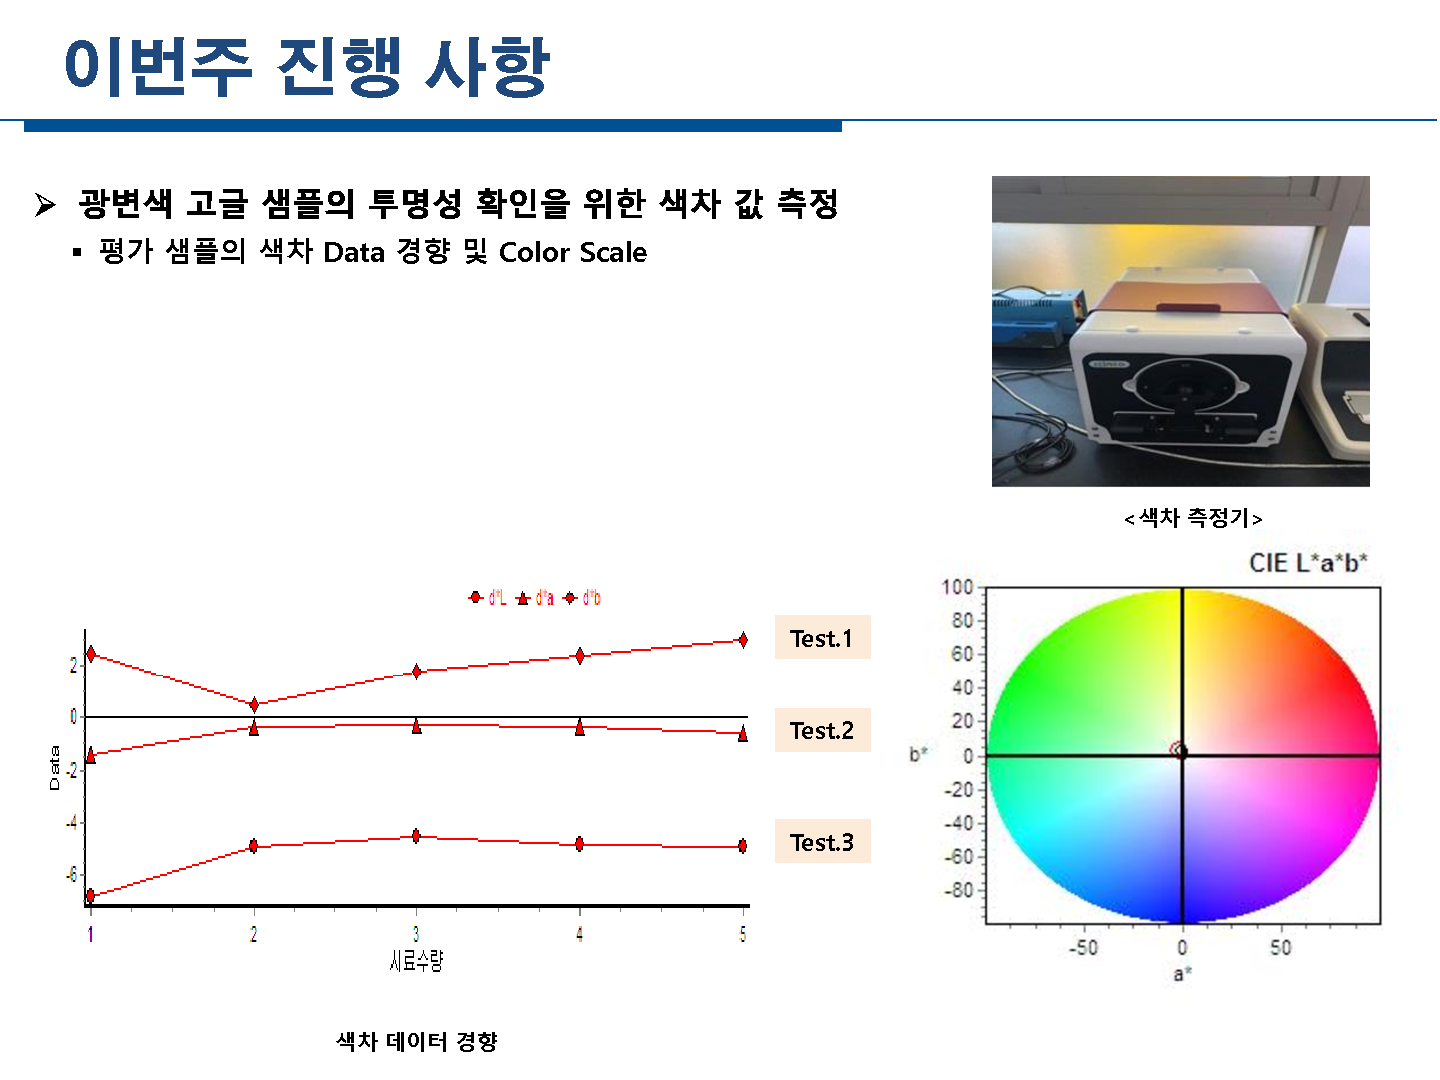 이번주 진행 사항
➢ 광변색 고글 샘플의 투명성 확인을 위한 색차 값 측정
▪ 평가 샘플의 색차 Data 경향 및 Color Scale
<색차 측정기>
CIE L*a*b*
100
80
60
40
20
0
-20
-40
-60
-80
b*
-50 0 50
a*
d*L d*a d*b
Test.1
Test.2
Test.3
2
0
-2
-4
-6
Data
1 2 3 4 5
시료수량
색차 데이터 경향